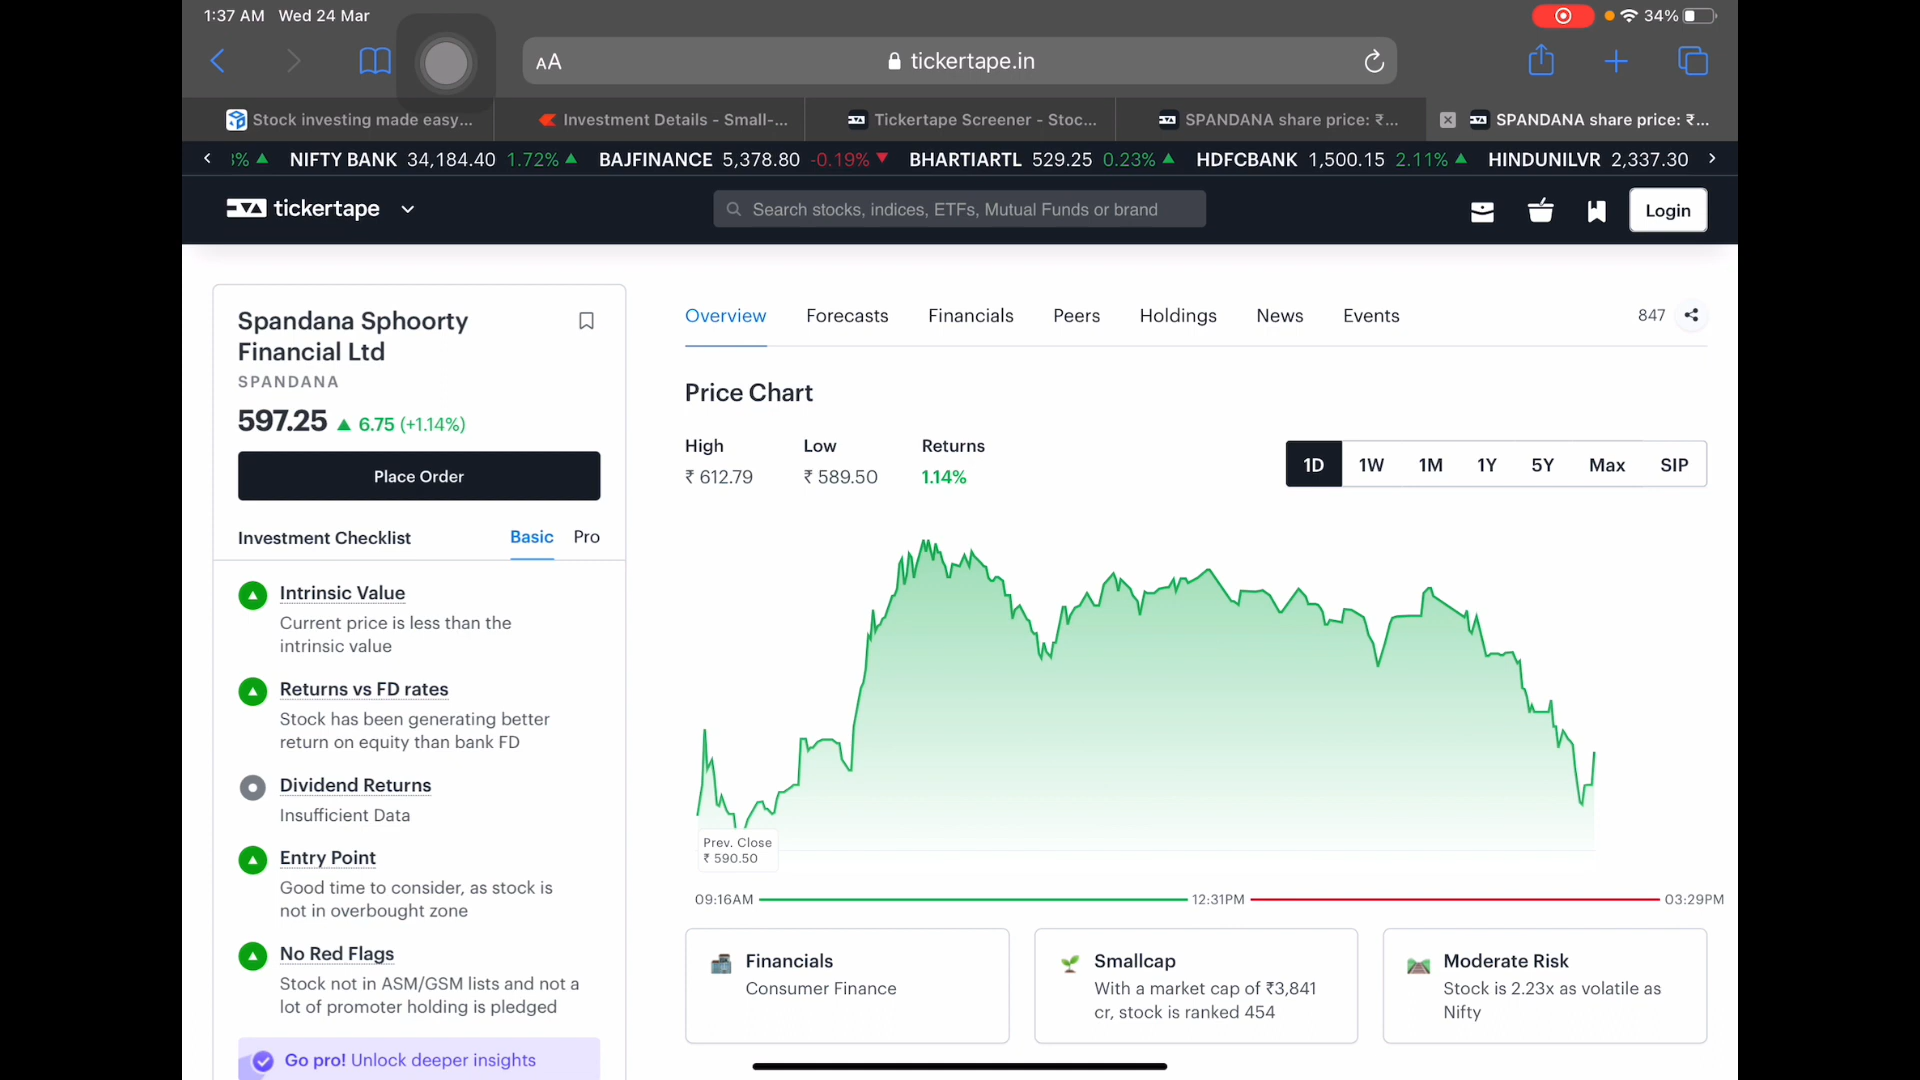 1:37 AM Wed 24 Mar
34%
AA
tickertape.in
Stock investing made easy...
Investment Details - Small-...
Tickertape Screener - Stoc...
SPANDANA share price: ₹...
SPANDANA share price: ₹...
NIFTY BANK 34,184.40 1.72% BAJFINANCE 5,378.80 -0.19% BHARTIARTL 529.25 0.23% HDFCBANK 1,500.15 2.11% HINDUNILVR 2,337.30
tickertape
Search stocks, indices, ETFs, Mutual Funds or brand
Login
Spandana Sphoorty
Financial Ltd
SPANDANA
597.25 6.75 (+1.14%)
Place Order
Investment Checklist
Basic
Pro
Intrinsic Value
Current price is less than the
intrinsic value
Returns vs FD rates
Stock has been generating better
return on equity than bank FD
Dividend Returns
Insufficient Data
Entry Point
Good time to consider, as stock is
not in overbought zone
No Red Flags
Stock not in ASM/GSM lists and not a
lot of promoter holding is pledged
Go pro! Unlock deeper insights
Overview
Forecasts
Financials
Peers
Holdings
News
Events
847
Price Chart
High
₹ 612.79
Low
₹ 589.50
Returns
1.14%
1D
1W
1M
1Y
5Y
Max
SIP
Prev. Close
₹ 590.50
09:16AM
12:31PM
03:29PM
Financials
Consumer Finance
Smallcap
With a market cap of ₹3,841
cr, stock is ranked 454
Moderate Risk
Stock is 2.23x as volatile as
Nifty